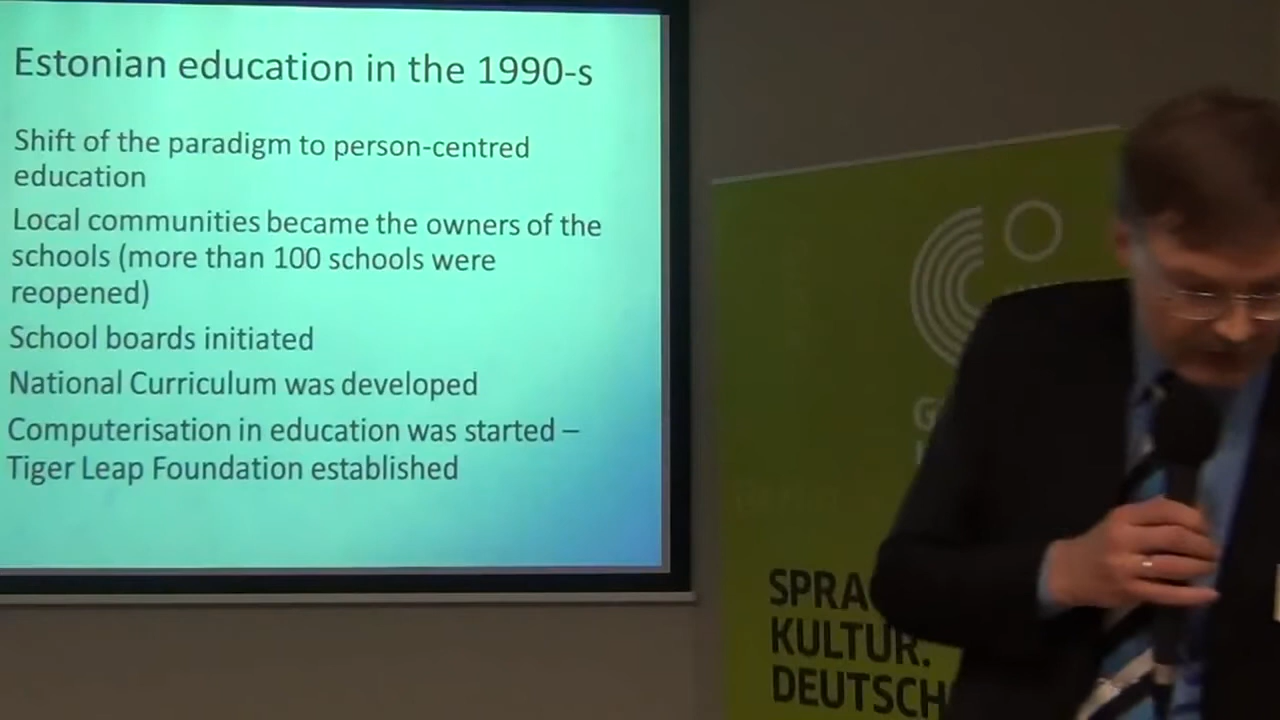 Estonian education in the 1990-s
Shift of the paradigm to person-centred
education
Local communities became the owners of the
schools (more than 100 schools were
reopened)
School boards initiated
National Curriculum was developed
Computerisation in education was started –
Tiger Leap Foundation established
KULTUR.